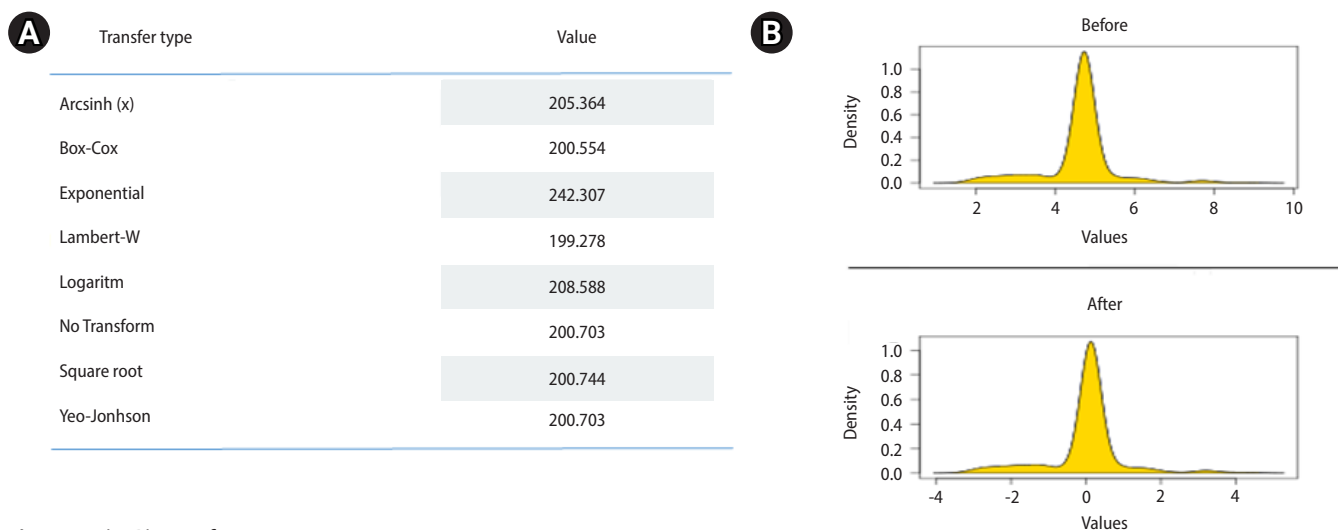 A
Transfer type Value
Arcsinh (x) 205.364
Box-Cox 200.554
Exponential 242.307
Lambert-W 199.278
Logaritm 208.588
No Transform 200.703
Square root 200.744
Yeo-Jonhson 200.703
B
Before
Density
1.0
0.8
0.6
0.4
0.2
0.0
2 4 6 8 10
Values
After
Density
1.0
0.8
0.6
0.4
0.2
0.0
-4 -2 0 2 4
Values